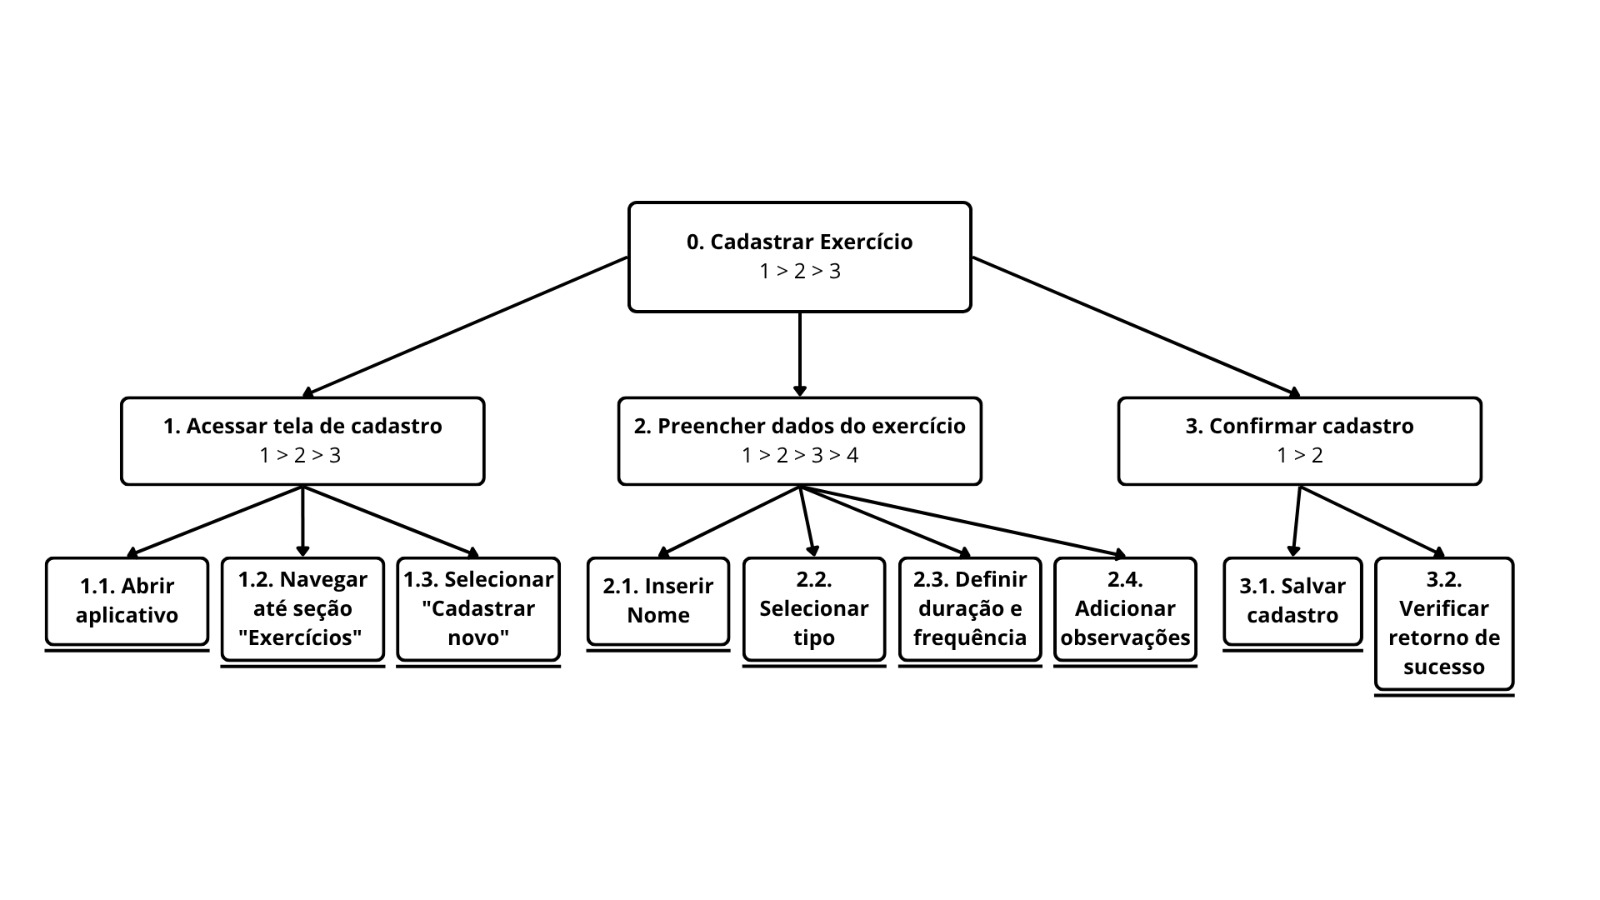 0. Cadastrar Exercício
1 > 2 > 3
1. Acessar tela de cadastro
1 > 2 > 3
2. Preencher dados do exercício
1 > 2 > 3 > 4
3. Confirmar cadastro
1 > 2
1.1. Abrir
aplicativo
1.2. Navegar
até seção
"Exercícios"
1.3. Selecionar
"Cadastrar
novo"
2.1. Inserir
Nome
2.2.
Selecionar
tipo
2.3. Definir
duração e
frequência
2.4.
Adicionar
observações
3.1. Salvar
cadastro
3.2.
Verificar
retorno de
sucesso